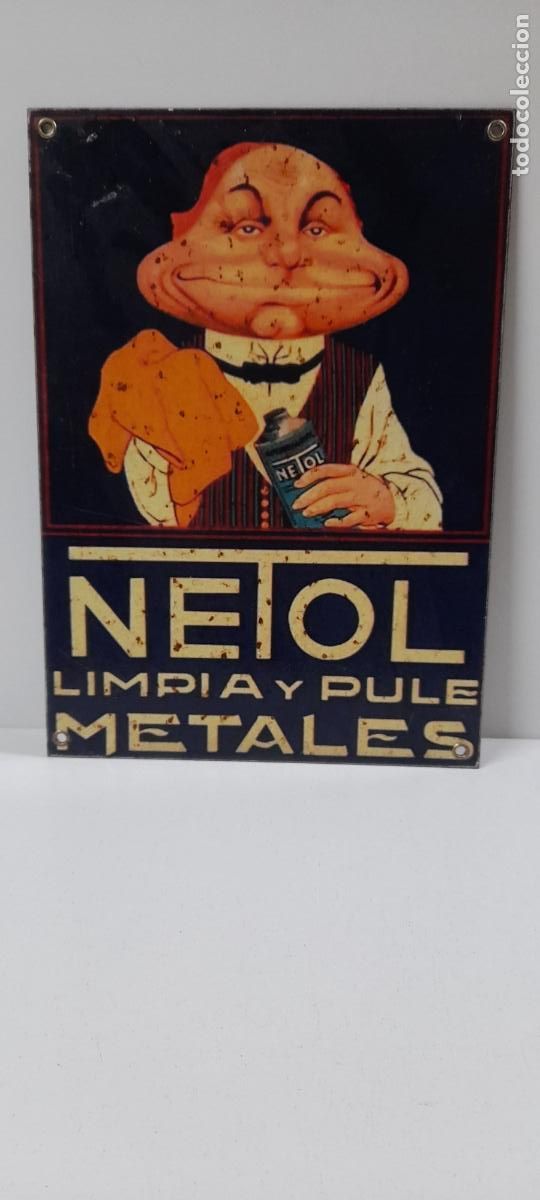 todocoleccion
NETOL
NETOL
LIMPIA Y PULE
METALES